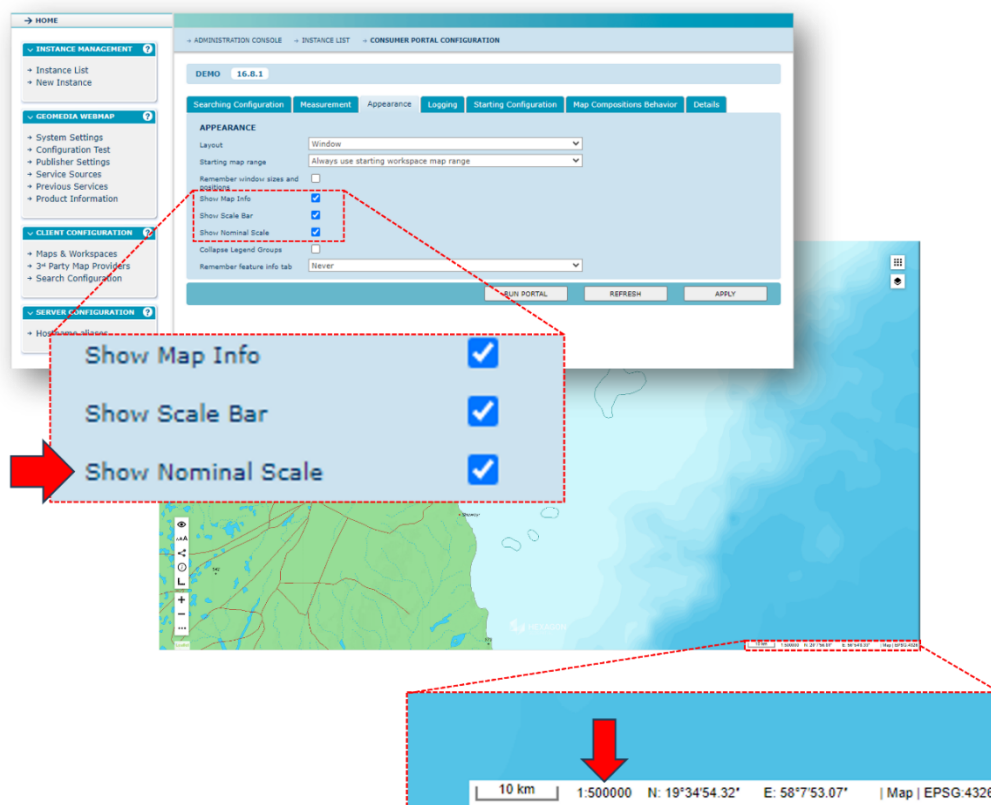 → HOME
INSTANCE MANAGEMENT ?
→ Instance List
→ New Instance
GEOMEDIA WEBMAP ?
→ System Settings
→ Configuration Test
→ Publisher Settings
→ Service Sources
→ Previous Services
→ Product Information
CLIENT CONFIGURATION ?
→ Maps & Workspaces
→ 3rd Party Map Providers
→ Search Configuration
SERVER CONFIGURATION ?
→ ADMINISTRATION CONSOLE → INSTANCE LIST → CONSUMER PORTAL CONFIGURATION
DEMO 16.8.1
Searching Configuration Measurement Appearance Logging Starting Configuration Map Compositions Behavior Details
APPEARANCE
Layout Window
Starting map range Always use starting workspace map range
Remember window sizes and
positions
Show Map Info
Show Scale Bar
Show Nominal Scale
Collapse Legend Groups
Remember feature info tab Never
RUN PORTAL REFRESH APPLY
Show Map Info
Show Scale Bar
Show Nominal Scale
HEXAGON
10 km 1:500000 N: 19°34'54.32" E: 58°7'53.07" | Map | EPSG:4326